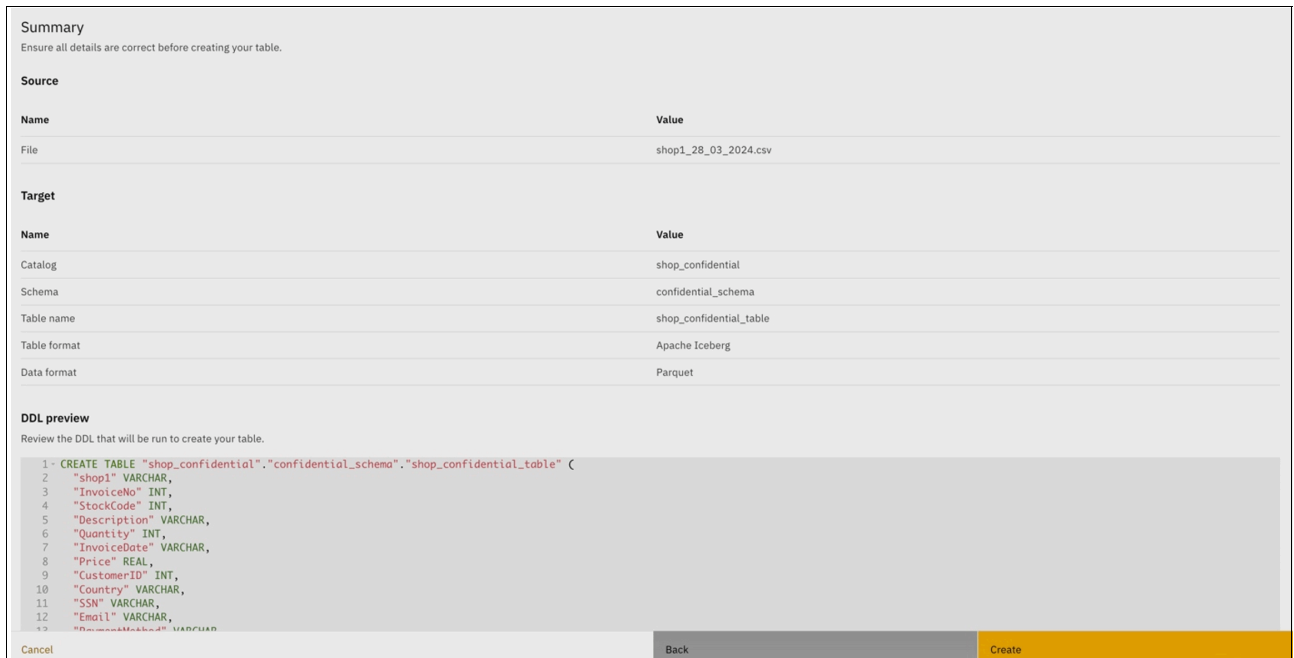 Summary
Ensure all details are correct before creating your table.
Source
Name Value
File shop1_28_03_2024.csv
Target
Name Value
Catalog shop_confidential
Schema confidential_schema
Table name shop_confidential_table
Table format Apache Iceberg
Data format Parquet
DDL preview
Review the DDL that will be run to create your table.
1 CREATE TABLE "shop_confidential"."confidential_schema"."shop_confidential_table" (
2 "shop1" VARCHAR,
3 "InvoiceNo" INT,
4 "StockCode" INT,
5 "Description" VARCHAR,
6 "Quantity" INT,
7 "InvoiceDate" VARCHAR,
8 "Price" REAL,
9 "CustomerID" INT,
10 "Country" VARCHAR,
11 "SSN" VARCHAR,
12 "Email" VARCHAR,
13 "PaymentMethod" VARCHAR
Cancel Back Create